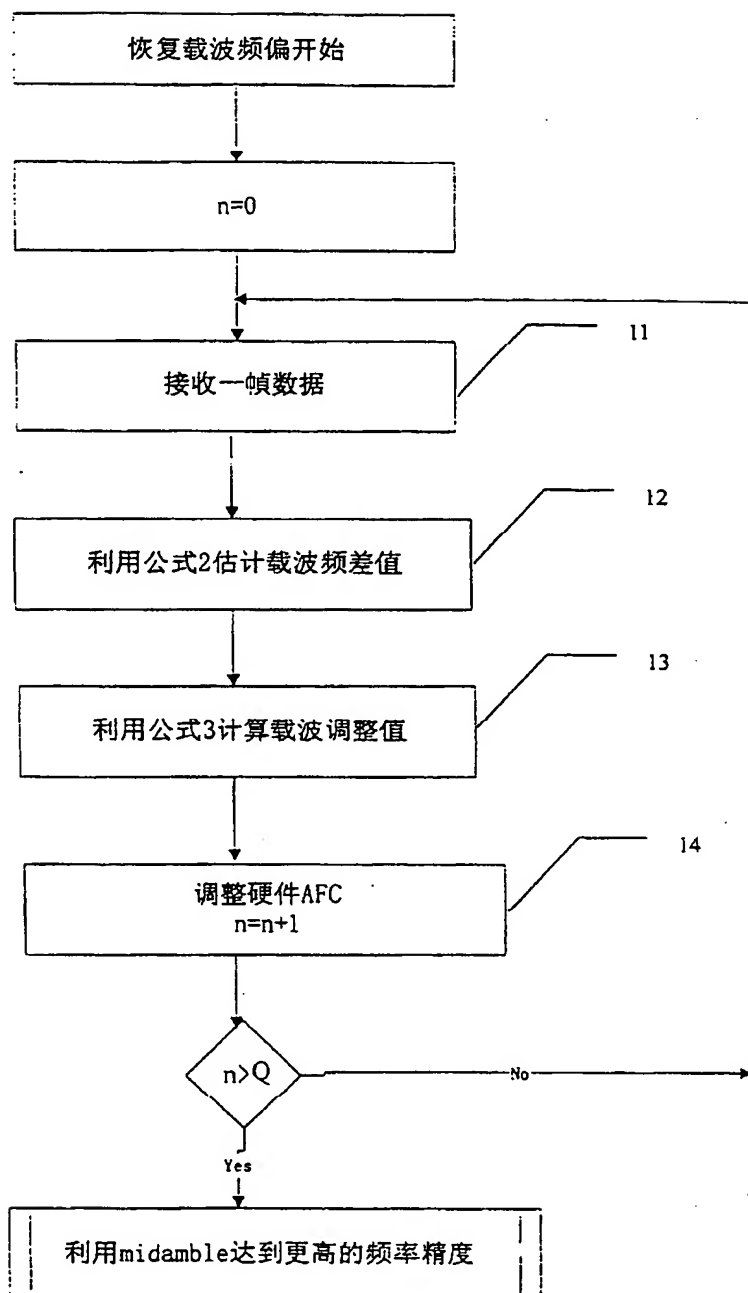 恢复载波频偏开始
n=0
11
接收一帧数据
12
利用公式2估计载波频差值
13
利用公式3计算载波调整值
14
调整硬件AFC
n=n+1
n>Q
No
Yes
利用midamble达到更高的频率精度